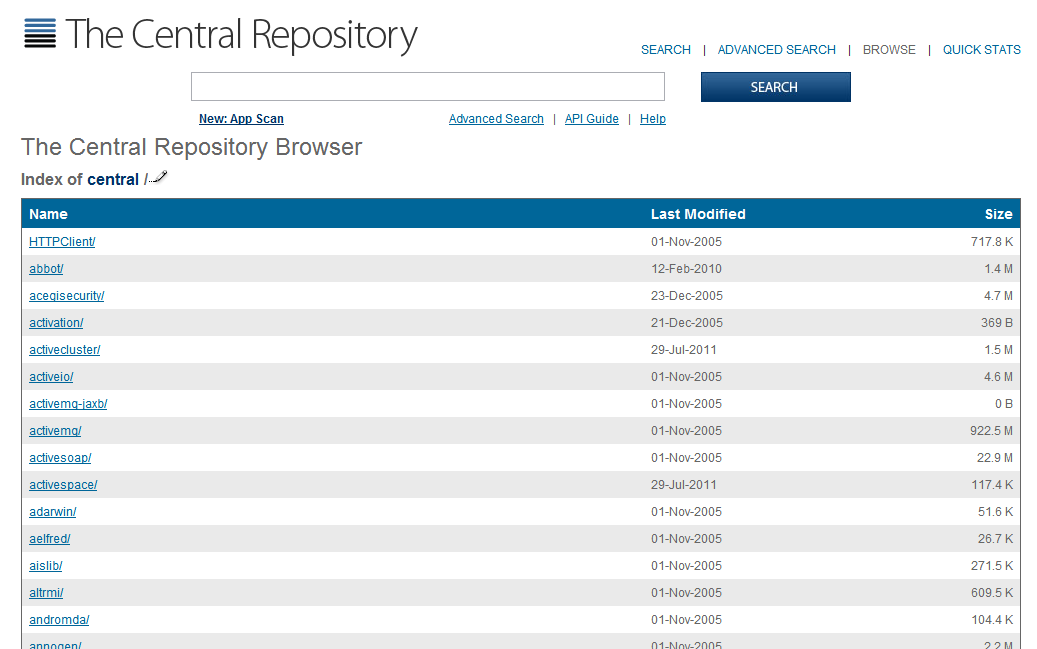 The Central Repository
SEARCH | ADVANCED SEARCH | BROWSE | QUICK STATS
SEARCH
New: App Scan Advanced Search | API Guide | Help
The Central Repository Browser
Index of central /
Name Last Modified Size
HTTPClient/ 01-Nov-2005 717.8 K
abbot/ 12-Feb-2010 1.4 M
acegisecurity/ 23-Dec-2005 4.7 M
activation/ 21-Dec-2005 369 B
activecluster/ 29-Jul-2011 1.5 M
activeio/ 01-Nov-2005 4.6 M
activemq-jaxb/ 01-Nov-2005 0 B
activemq/ 01-Nov-2005 922.5 M
activesoap/ 01-Nov-2005 22.9 M
activespace/ 29-Jul-2011 117.4 K
adarwin/ 01-Nov-2005 51.6 K
aelfred/ 01-Nov-2005 26.7 K
aislib/ 01-Nov-2005 271.5 K
altrmi/ 01-Nov-2005 609.5 K
andromda/ 01-Nov-2005 104.4 K
annogen/ 01-Nov-2005 2.2 M